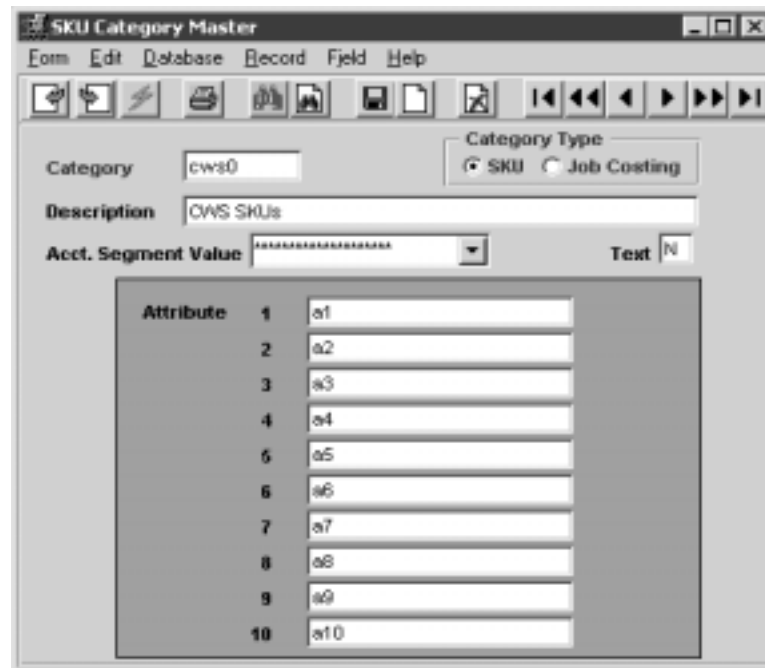 SKU Category Master
Form Edit Database Record Field Help
Category Type
Category cws0 SKU Job Costing
Description CWS SKUs
Acct. Segment Value ******************** Text N
Attribute 1 a1
2 a2
3 a3
4 a4
5 a5
6 a6
7 a7
8 a8
9 a9
10 a10